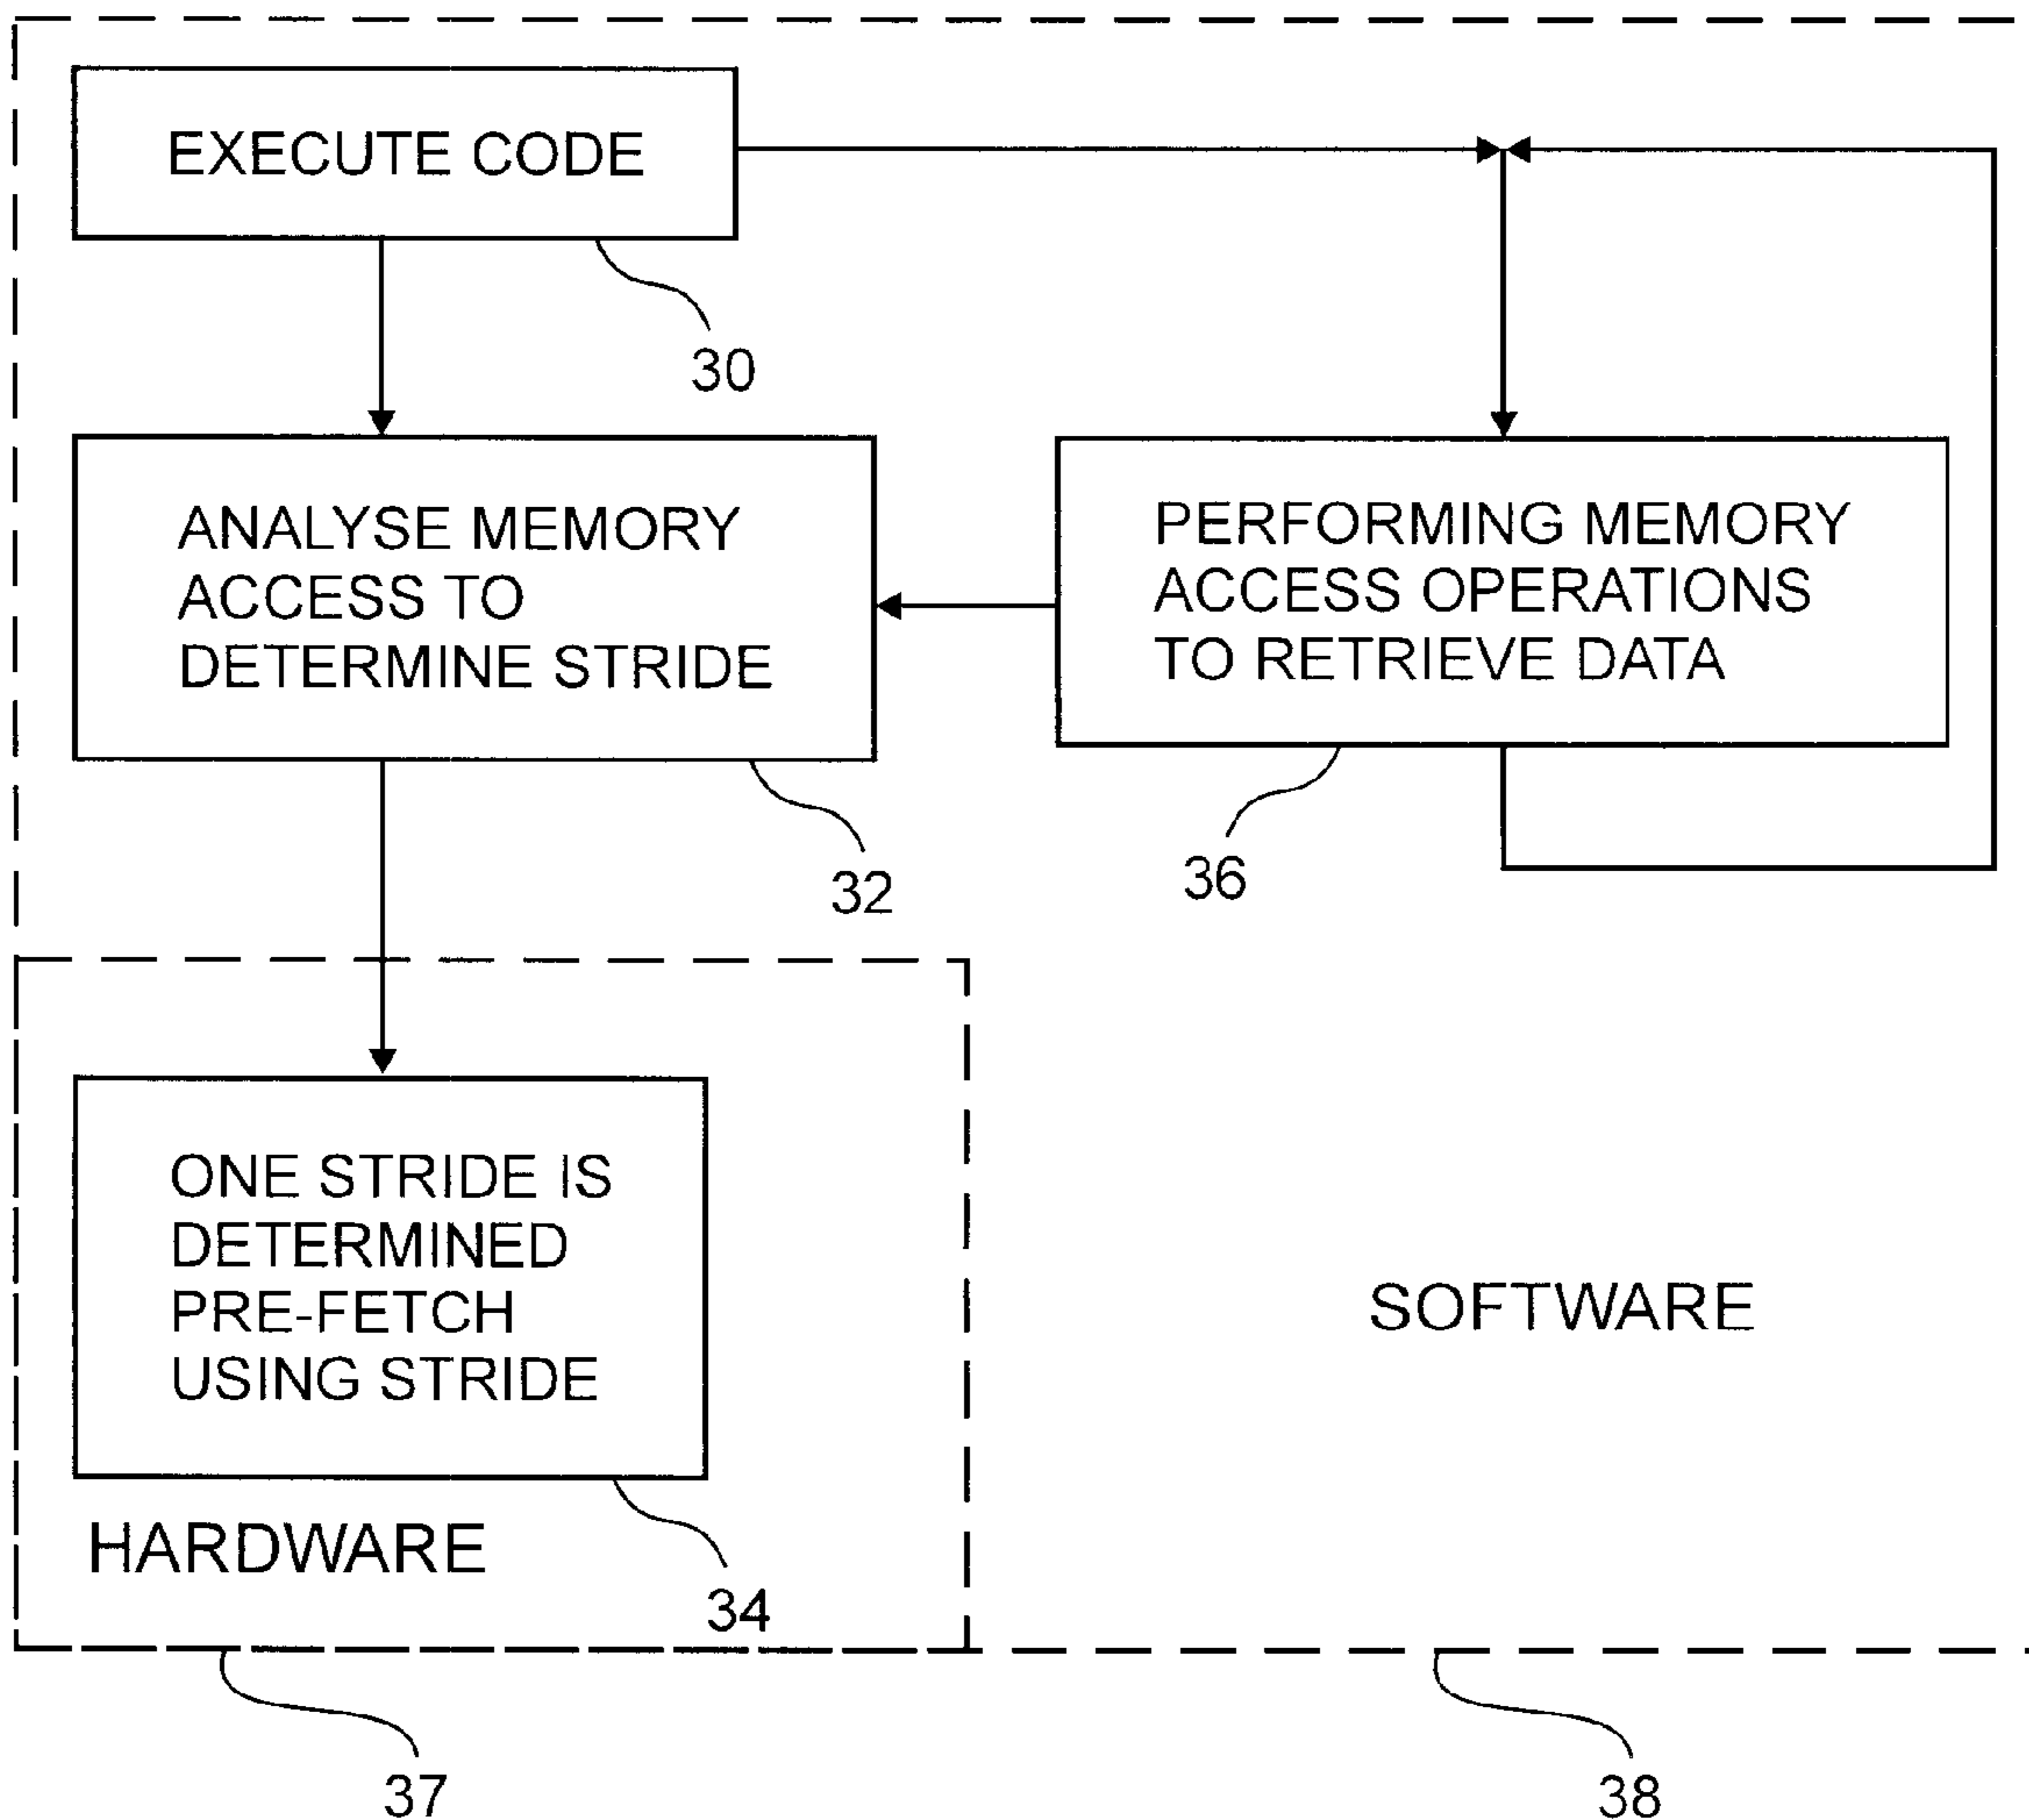 EXECUTE CODE
30
ANALYSE MEMORY
ACCESS TO
DETERMINE STRIDE
32
PERFORMING MEMORY
ACCESS OPERATIONS
TO RETRIEVE DATA
36
ONE STRIDE IS
DETERMINED
PRE-FETCH
USING STRIDE
34
HARDWARE
SOFTWARE
37
38